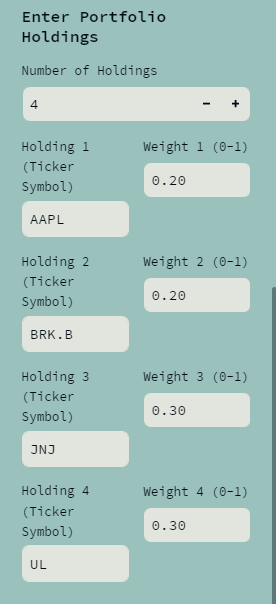 Enter Portfolio
Holdings
Number of Holdings
4 − +
Holding 1
(Ticker
Symbol)
AAPL
Weight 1 (0-1)
0.20
Holding 2
(Ticker
Symbol)
BRK.B
Weight 2 (0-1)
0.20
Holding 3
(Ticker
Symbol)
JNJ
Weight 3 (0-1)
0.30
Holding 4
(Ticker
Symbol)
UL
Weight 4 (0-1)
0.30